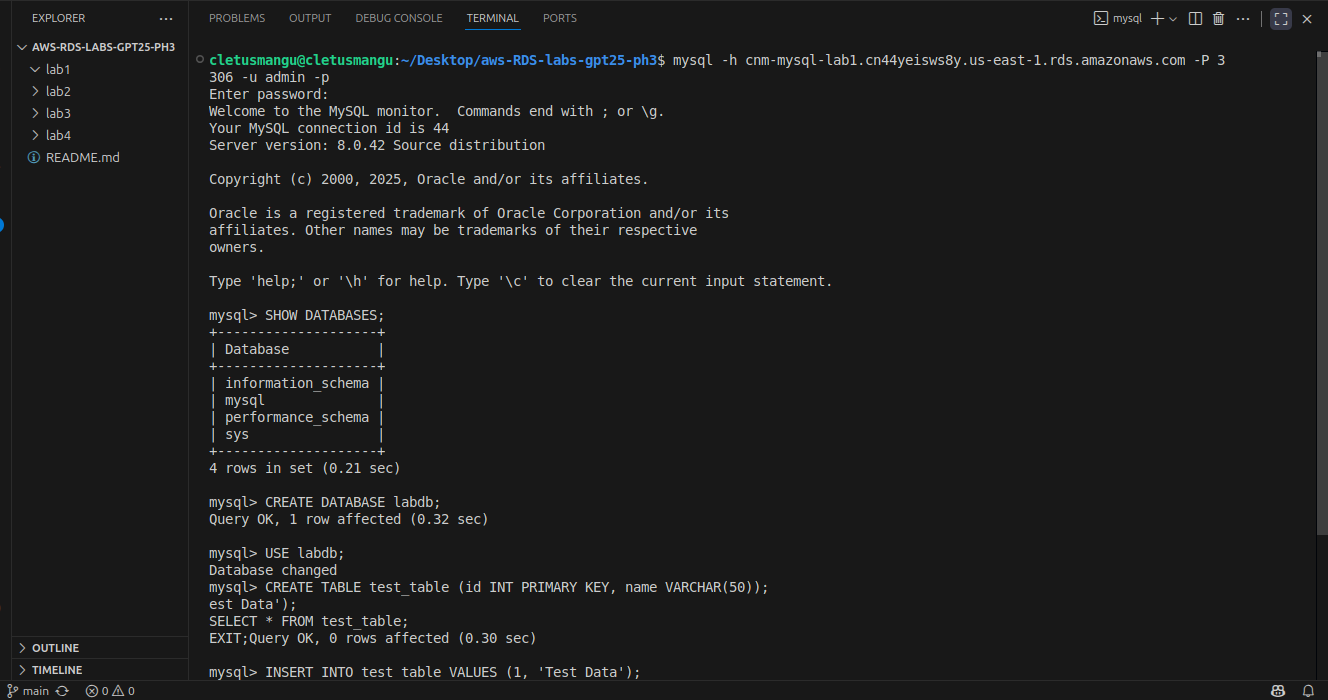 EXPLORER
PROBLEMS OUTPUT DEBUG CONSOLE TERMINAL PORTS
mysql
AWS-RDS-LABS-GPT25-PH3
lab1
lab2
lab3
lab4
README.md
cletusmangu@cletusmangu:~/Desktop/aws-RDS-labs-gpt25-ph3$ mysql -h cnm-mysql-lab1.cn44yeisws8y.us-east-1.rds.amazonaws.com -P 3
306 -u admin -p
Enter password:
Welcome to the MySQL monitor.  Commands end with ; or \g.
Your MySQL connection id is 44
Server version: 8.0.42 Source distribution
Copyright (c) 2000, 2025, Oracle and/or its affiliates.
Oracle is a registered trademark of Oracle Corporation and/or its
affiliates. Other names may be trademarks of their respective
owners.
Type 'help;' or '\h' for help. Type '\c' to clear the current input statement.
mysql> SHOW DATABASES;
+--------------------+
| Database           |
+--------------------+
| information_schema |
| mysql              |
| performance_schema |
| sys                |
+--------------------+
4 rows in set (0.21 sec)
mysql> CREATE DATABASE labdb;
Query OK, 1 row affected (0.32 sec)
mysql> USE labdb;
Database changed
mysql> CREATE TABLE test_table (id INT PRIMARY KEY, name VARCHAR(50));
est Data');
SELECT * FROM test_table;
EXIT;Query OK, 0 rows affected (0.30 sec)
mysql> INSERT INTO test_table VALUES (1, 'Test Data');
OUTLINE
TIMELINE
main 0 0